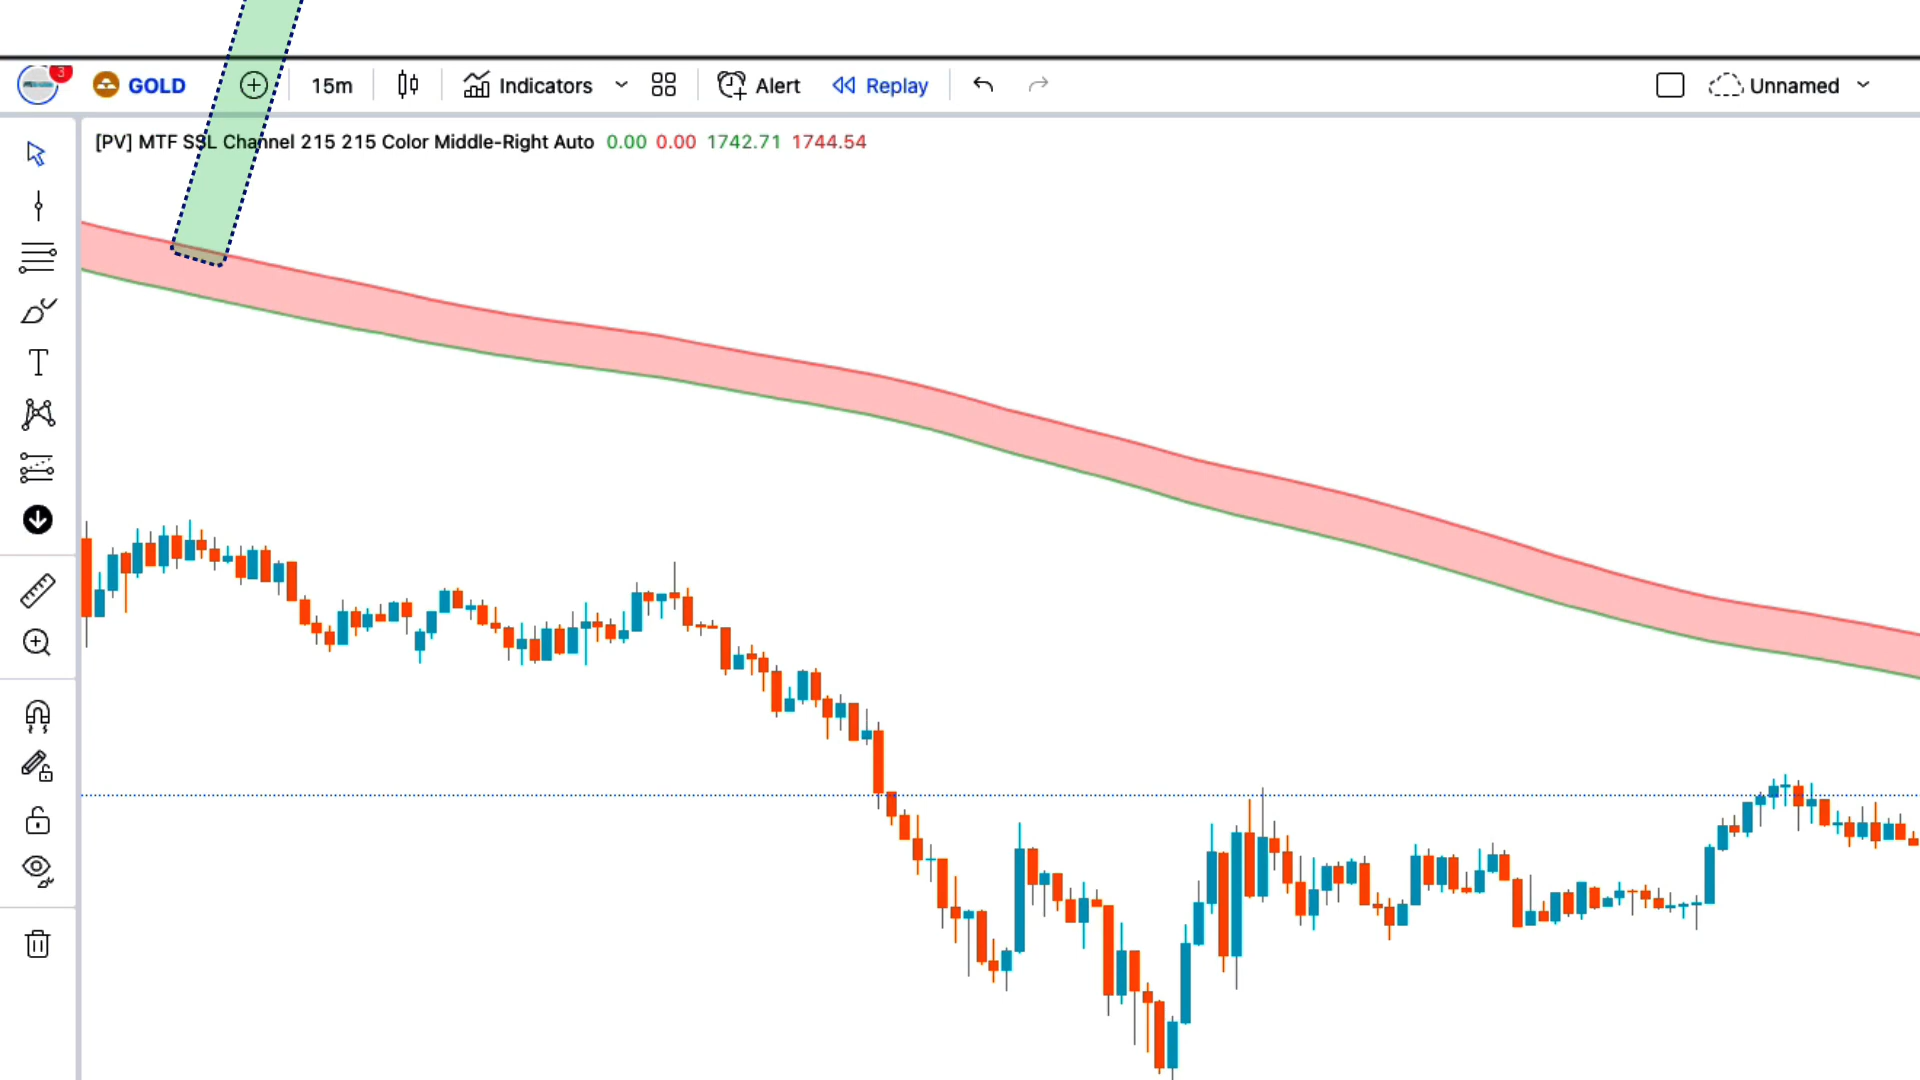 3 GOLD 15m Indicators Alert Replay Unnamed
[PV] MTF SSL Channel 215 215 Color Middle-Right Auto 0.00 0.00 1742.71 1744.54